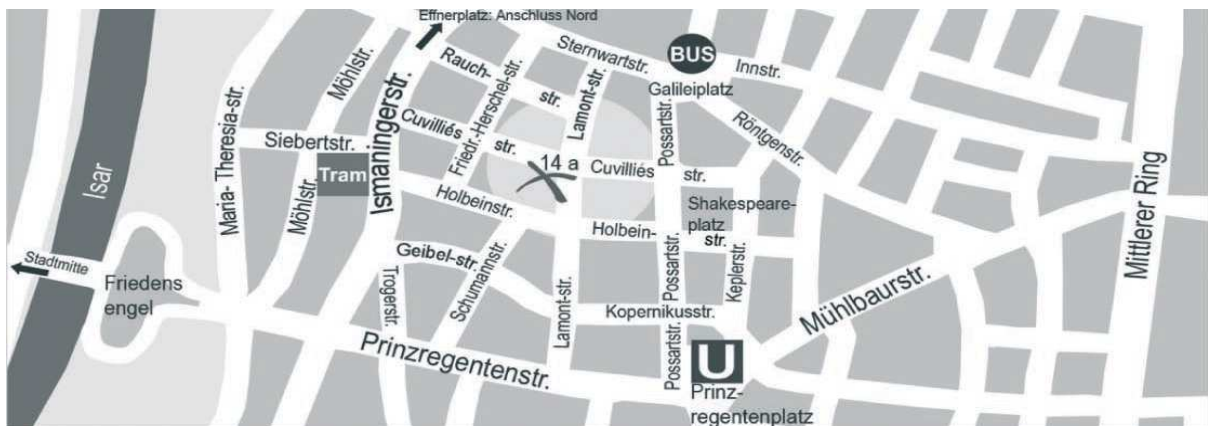 Effnerplatz: Anschluss Nord
Sternwartstr.
BUS
Innstr.
Galileiplatz
Rauch-
str.
Möhlstr.
Maria- Theresia-str.
Ismaningerstr.
Friedr.-Herschel-str.
Lamont-str.
Possartstr.
Röntgenstr.
Cuvilliés
str.
Siebertstr.
14 a
Cuvilliés
str.
Tram
Isar
Möhlstr.
Holbeinstr.
Shakespeare-
platz
Holbein-
str.
Mittlerer Ring
Geibel-str.
Stadtmitte
Friedens
engel
Trogerstr.
Schumannstr.
Lamont-str.
Possartstr.
Keplerstr.
Mühlbaurstr.
Kopernikusstr.
Prinzregentenstr.
Possartstr.
U
Prinz-
regentenplatz